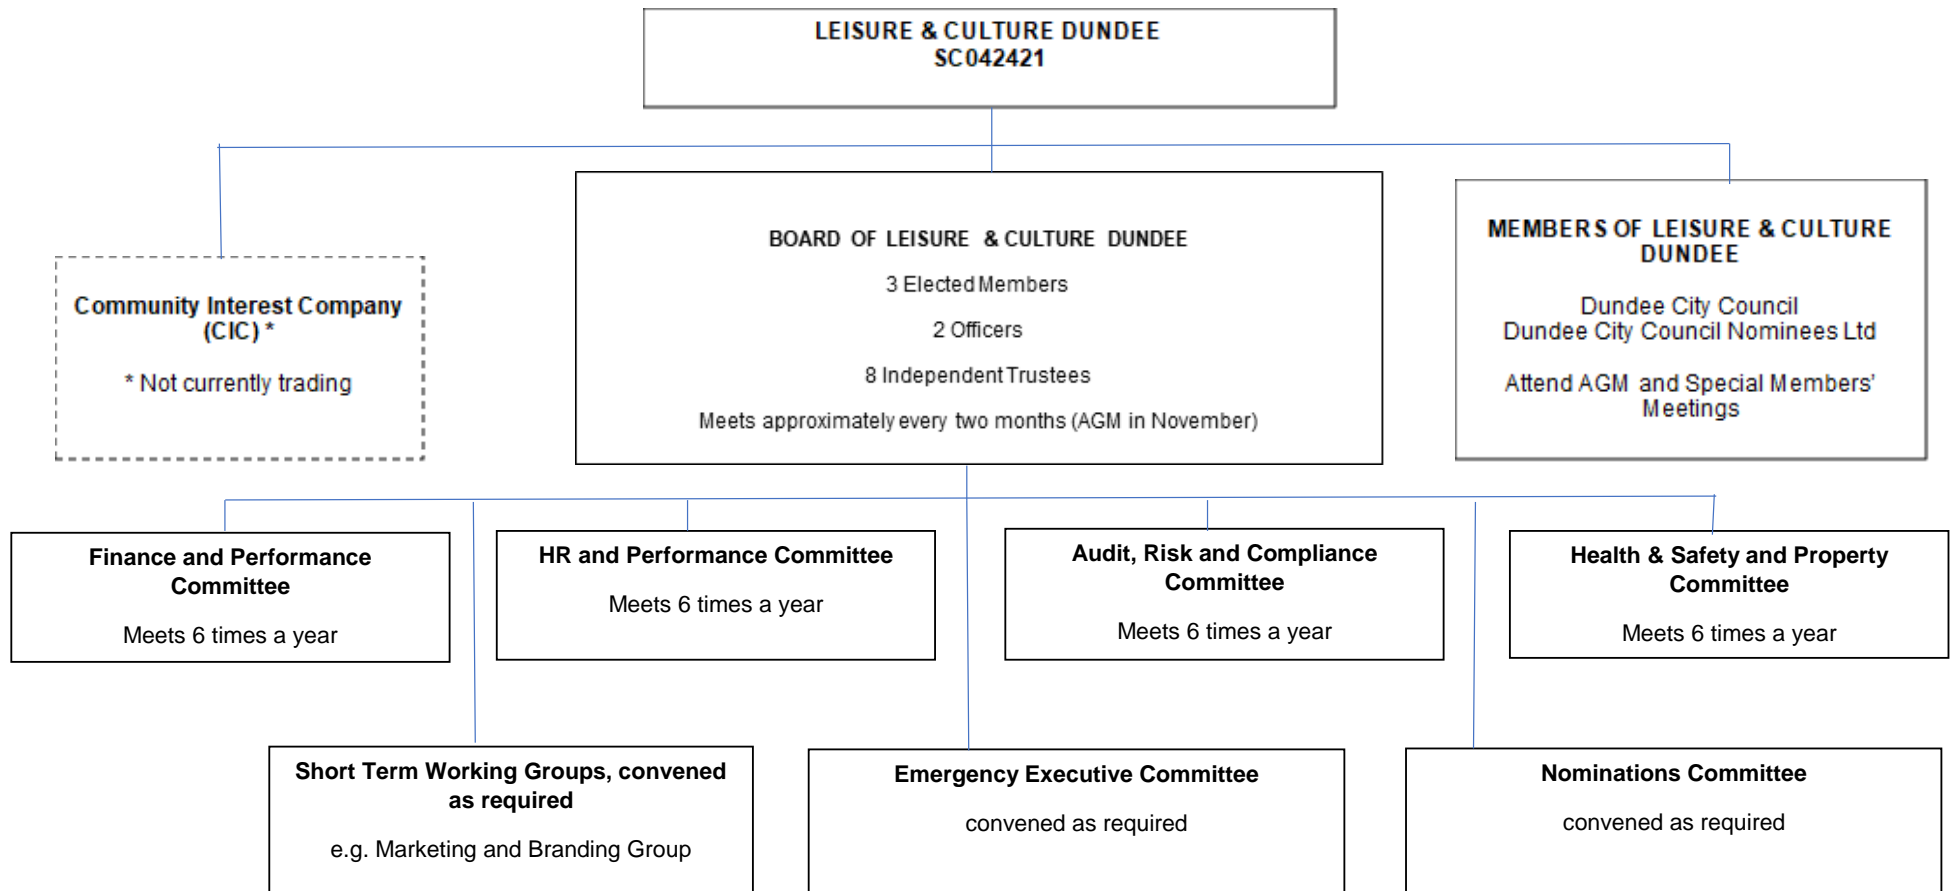 LEISURE & CULTURE DUNDEE
SC042421
Community Interest Company
(CIC) *
* Not currently trading
BOARD OF LEISURE & CULTURE DUNDEE
3 Elected Members
2 Officers
8 Independent Trustees
Meets approximately every two months (AGM in November)
MEMBERS OF LEISURE & CULTURE
DUNDEE
Dundee City Council
Dundee City Council Nominees Ltd
Attend AGM and Special Members’
Meetings
Finance and Performance
Committee
Meets 6 times a year
HR and Performance Committee
Meets 6 times a year
Audit, Risk and Compliance
Committee
Meets 6 times a year
Health & Safety and Property
Committee
Meets 6 times a year
Short Term Working Groups, convened
as required
e.g. Marketing and Branding Group
Emergency Executive Committee
convened as required
Nominations Committee
convened as required